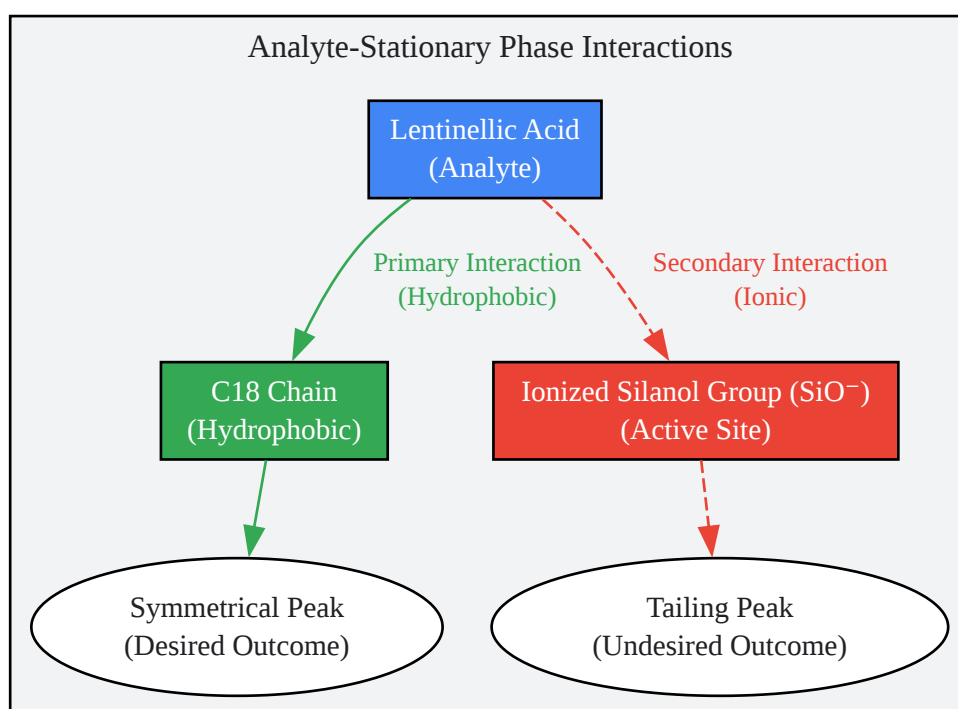 Analyte-Stationary Phase Interactions
Lentinellic Acid
(Analyte)
Primary Interaction
(Hydrophobic)
Secondary Interaction
(Ionic)
C18 Chain
(Hydrophobic)
Ionized Silanol Group (SiO⁻)
(Active Site)
Symmetrical Peak
(Desired Outcome)
Tailing Peak
(Undesired Outcome)